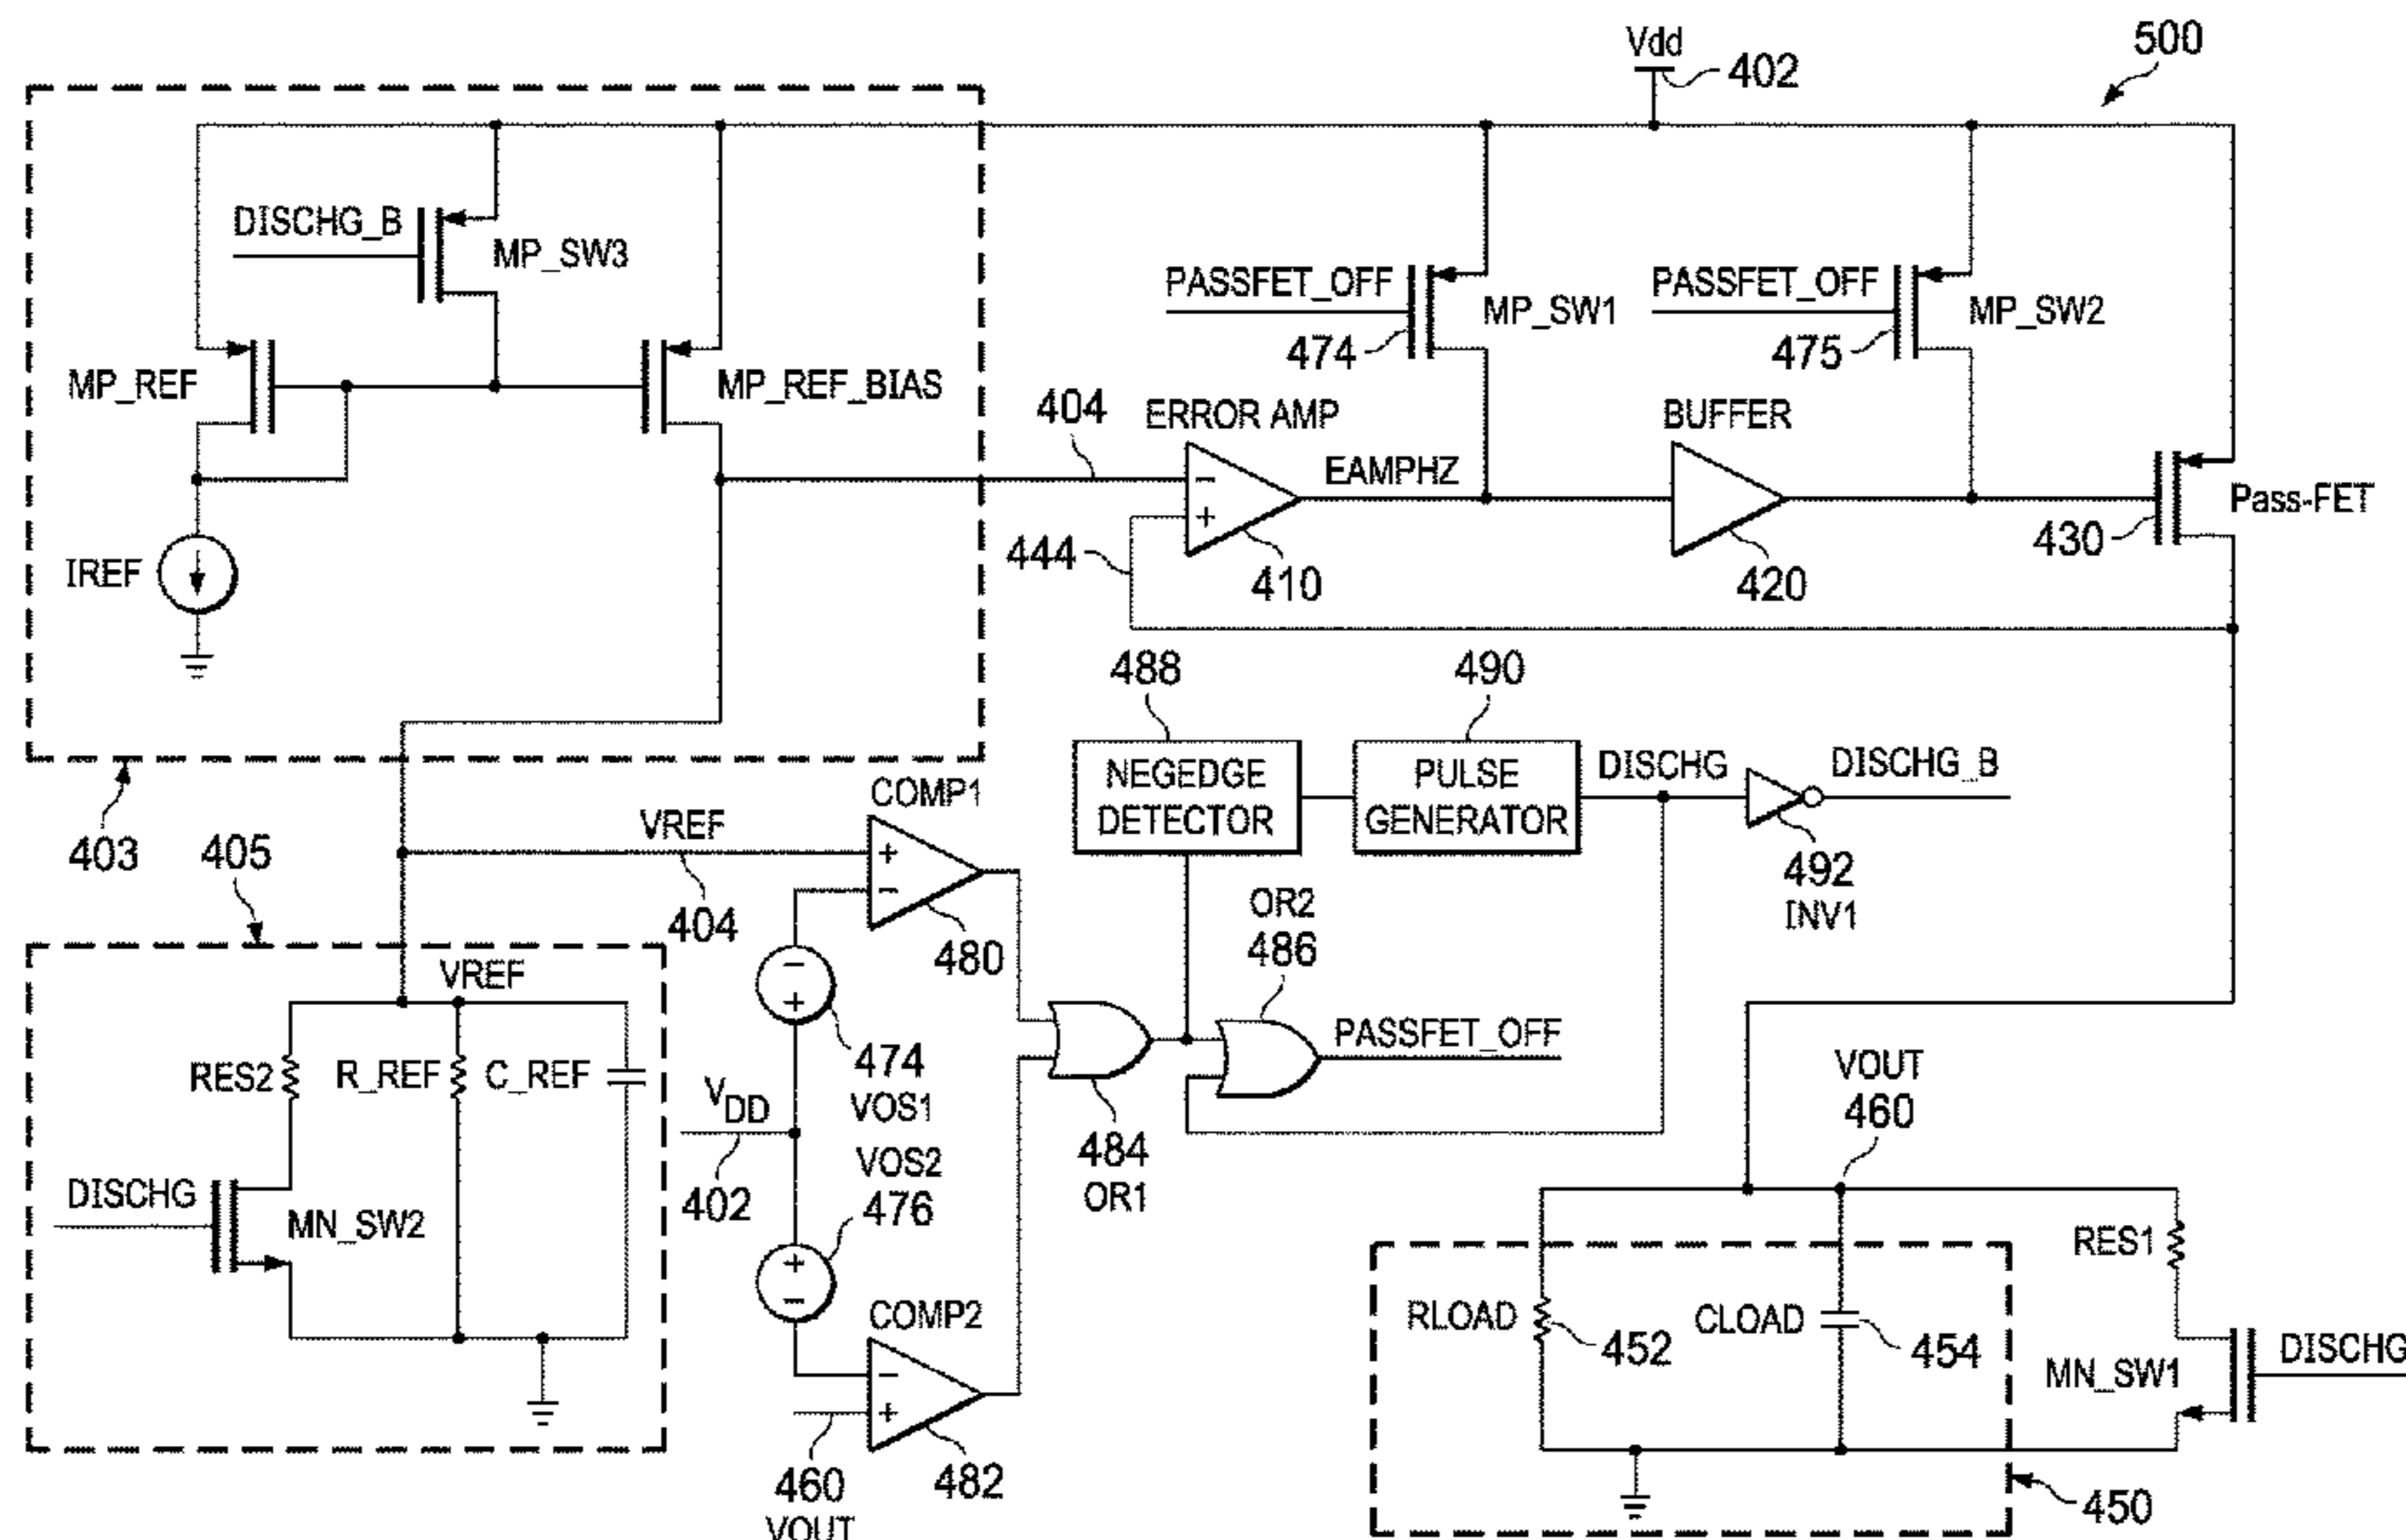 Vdd
402
500
DISCHG_B
MP_SW3
PASSFET_OFF
MP_SW1
474
PASSFET_OFF
MP_SW2
475
MP_REF
MP_REF_BIAS
404
ERROR AMP
EAMPHZ
BUFFER
Pass-FET
430
IREF
444
−
+
410
420
488
490
NEGEDGE
DETECTOR
PULSE
GENERATOR
DISCHG
DISCHG_B
492
INV1
403
405
VREF
404
COMP1
+
−
480
OR2
486
PASSFET_OFF
VREF
RES2
R_REF
C_REF
−
+
474
VOS1
VDD
402
VOS2
476
+
−
484
OR1
DISCHG
MN_SW2
COMP2
−
+
482
460
VOUT
VOUT
460
RES1
RLOAD
452
CLOAD
454
MN_SW1
DISCHG
450